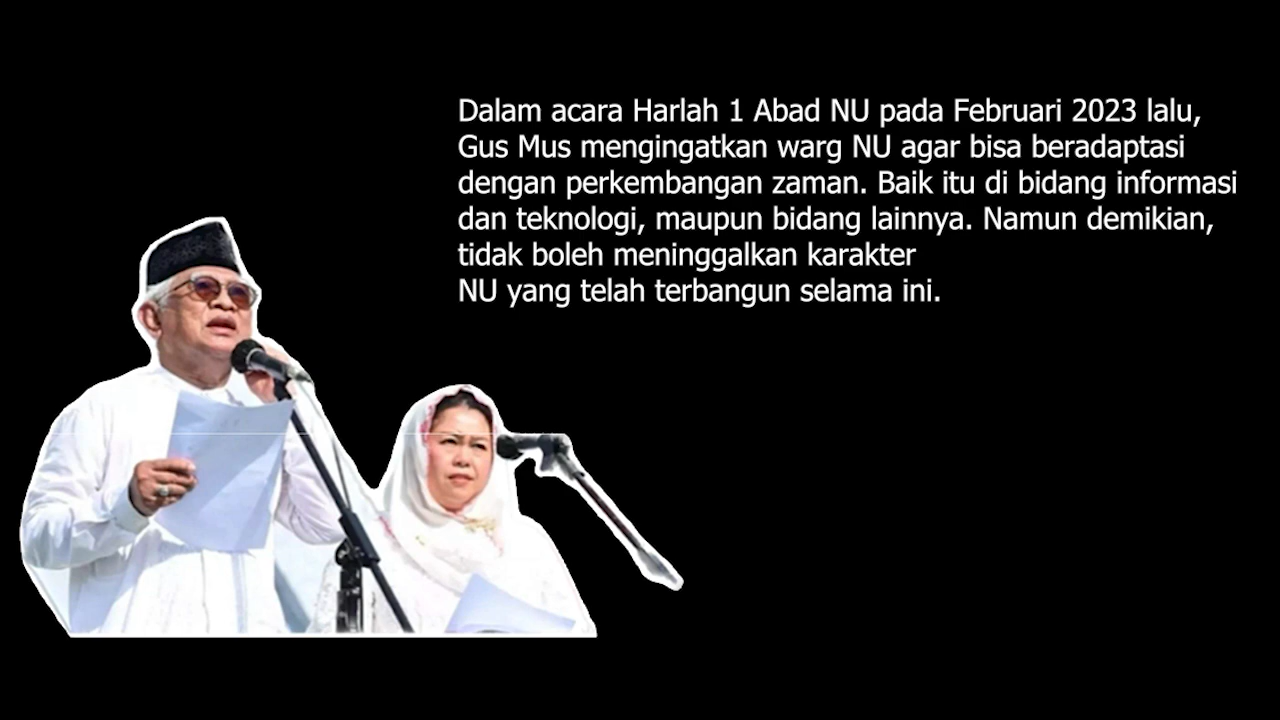 Dalam acara Harlah 1 Abad NU pada Februari 2023 lalu,
Gus Mus mengingatkan warg NU agar bisa beradaptasi
dengan perkembangan zaman. Baik itu di bidang informasi
dan teknologi, maupun bidang lainnya. Namun demikian,
tidak boleh meninggalkan karakter
NU yang telah terbangun selama ini.